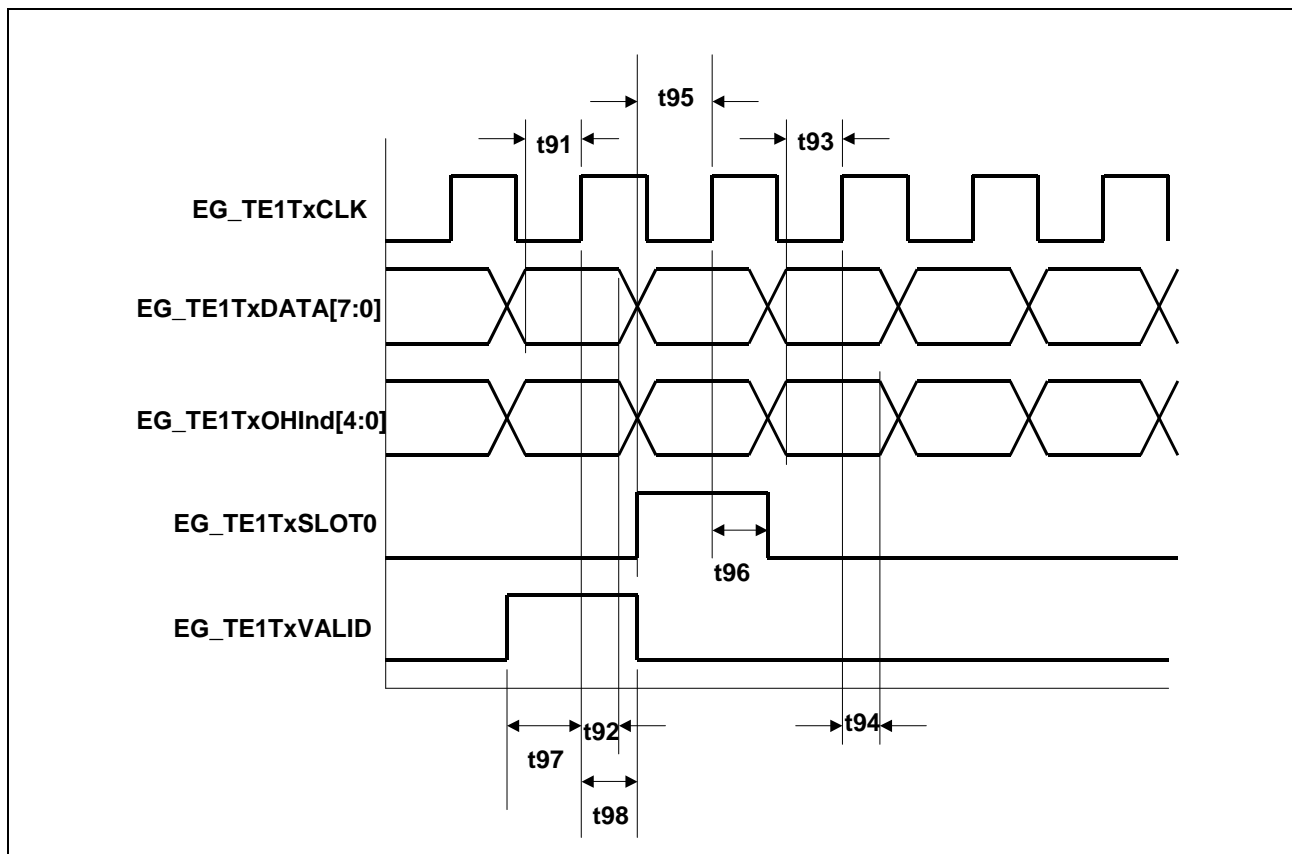 t95
t91
t93
EG_TE1TxCLK
EG_TE1TxDATA[7:0]
EG_TE1TxOHInd[4:0]
EG_TE1TxSLOT0
t96
EG_TE1TxVALID
t92
t94
t97
t98